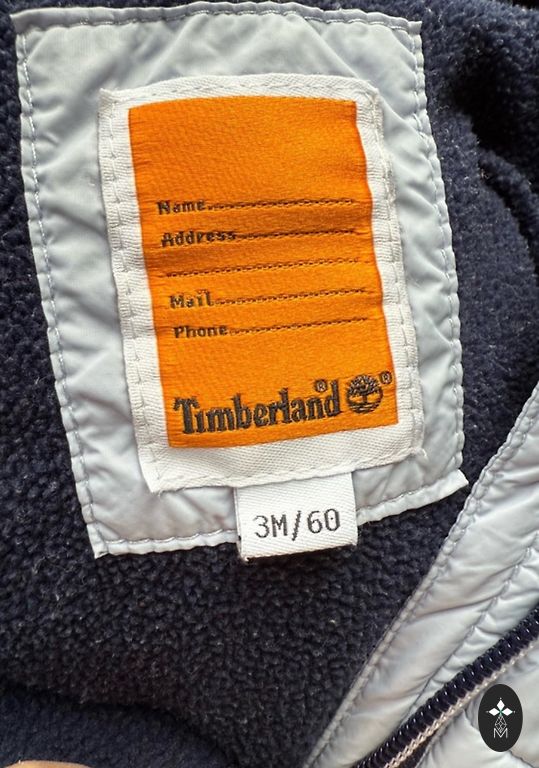 Name
Address
Mail
Phone
Timberland® ®
3M/60
M